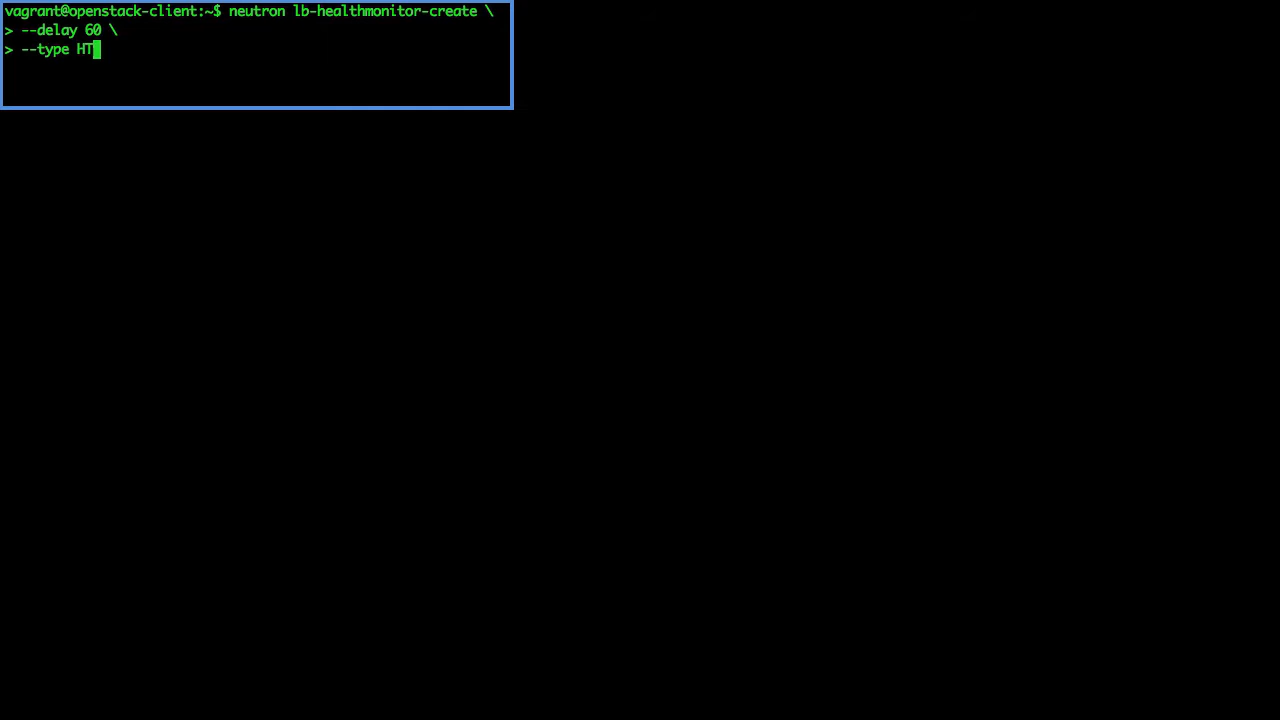 vagrant@openstack-client:~$ neutron lb-healthmonitor-create \
> --delay 60 \
> --type HT